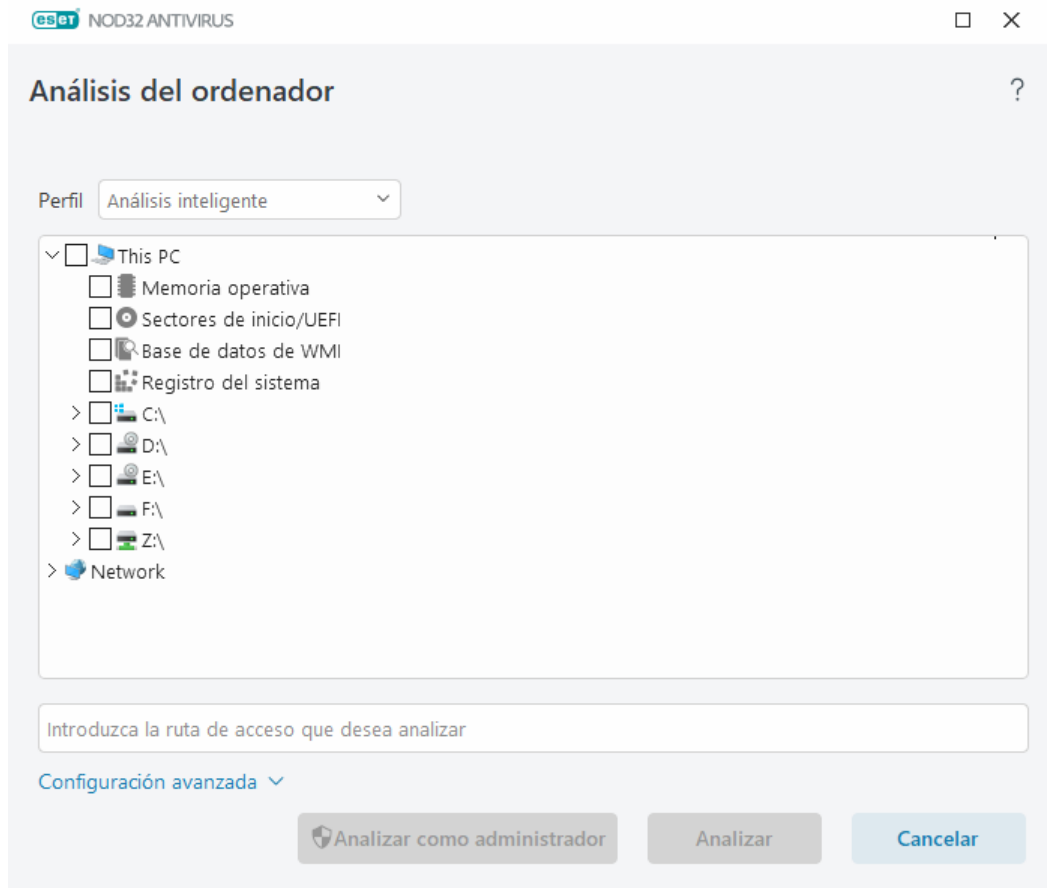 eset NOD32 ANTIVIRUS
Análisis del ordenador
?
Perfil Análisis inteligente
This PC
Memoria operativa
Sectores de inicio/UEFI
Base de datos de WMI
Registro del sistema
C:\
D:\
E:\
F:\
Z:\
Network
Introduzca la ruta de acceso que desea analizar
Configuración avanzada
Analizar como administrador Analizar Cancelar